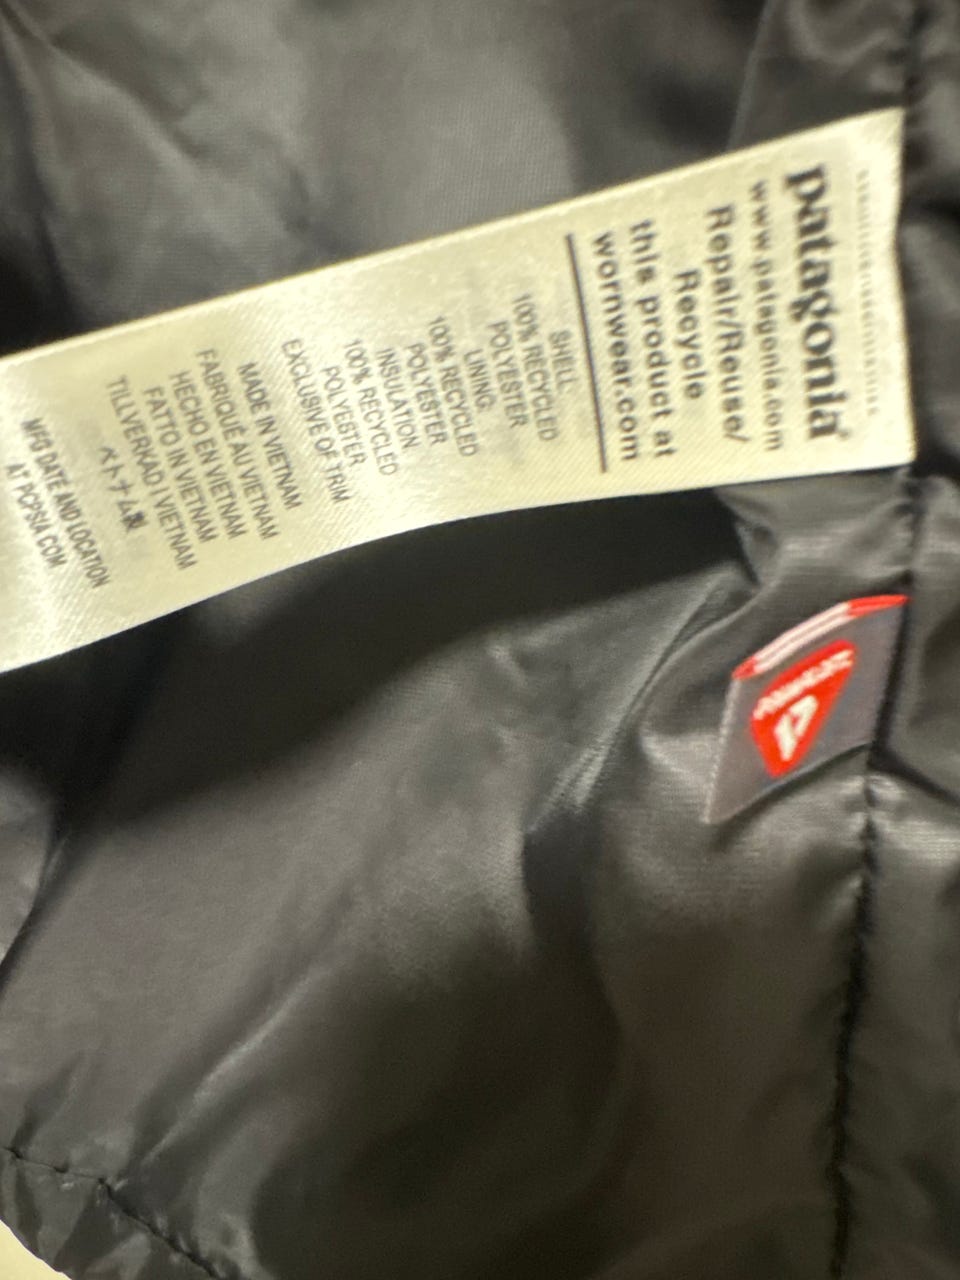 patagonia®
www.patagonia.com
Repair/Reuse/
Recycle
this product at
wornwear.com
SHELL
100% RECYCLED
POLYESTER
LINING:
100% RECYCLED
POLYESTER
INSULATION
100% RECYCLED
POLYESTER
EXCLUSIVE OF TRIM
MADE IN VIETNAM
FABRIQUÉ AU VIETNAM
HECHO EN VIETNAM
FATTO IN VIETNAM
TILLVERKAD I VIETNAM
ベトナム製
MFG DATE AND LOCATION
AT PCPSIA.COM
PRIMALOFT